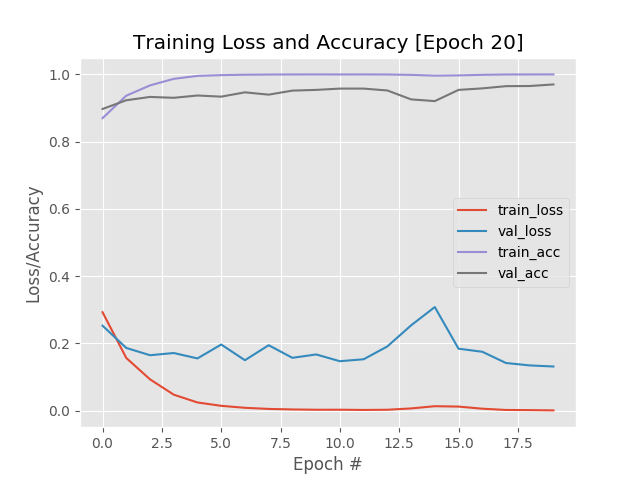 Training Loss and Accuracy [Epoch 20]
1.0
0.8
0.6
0.4
0.2
0.0
Loss/Accuracy
train_loss
val_loss
train_acc
val_acc
0.0 2.5 5.0 7.5 10.0 12.5 15.0 17.5
Epoch #